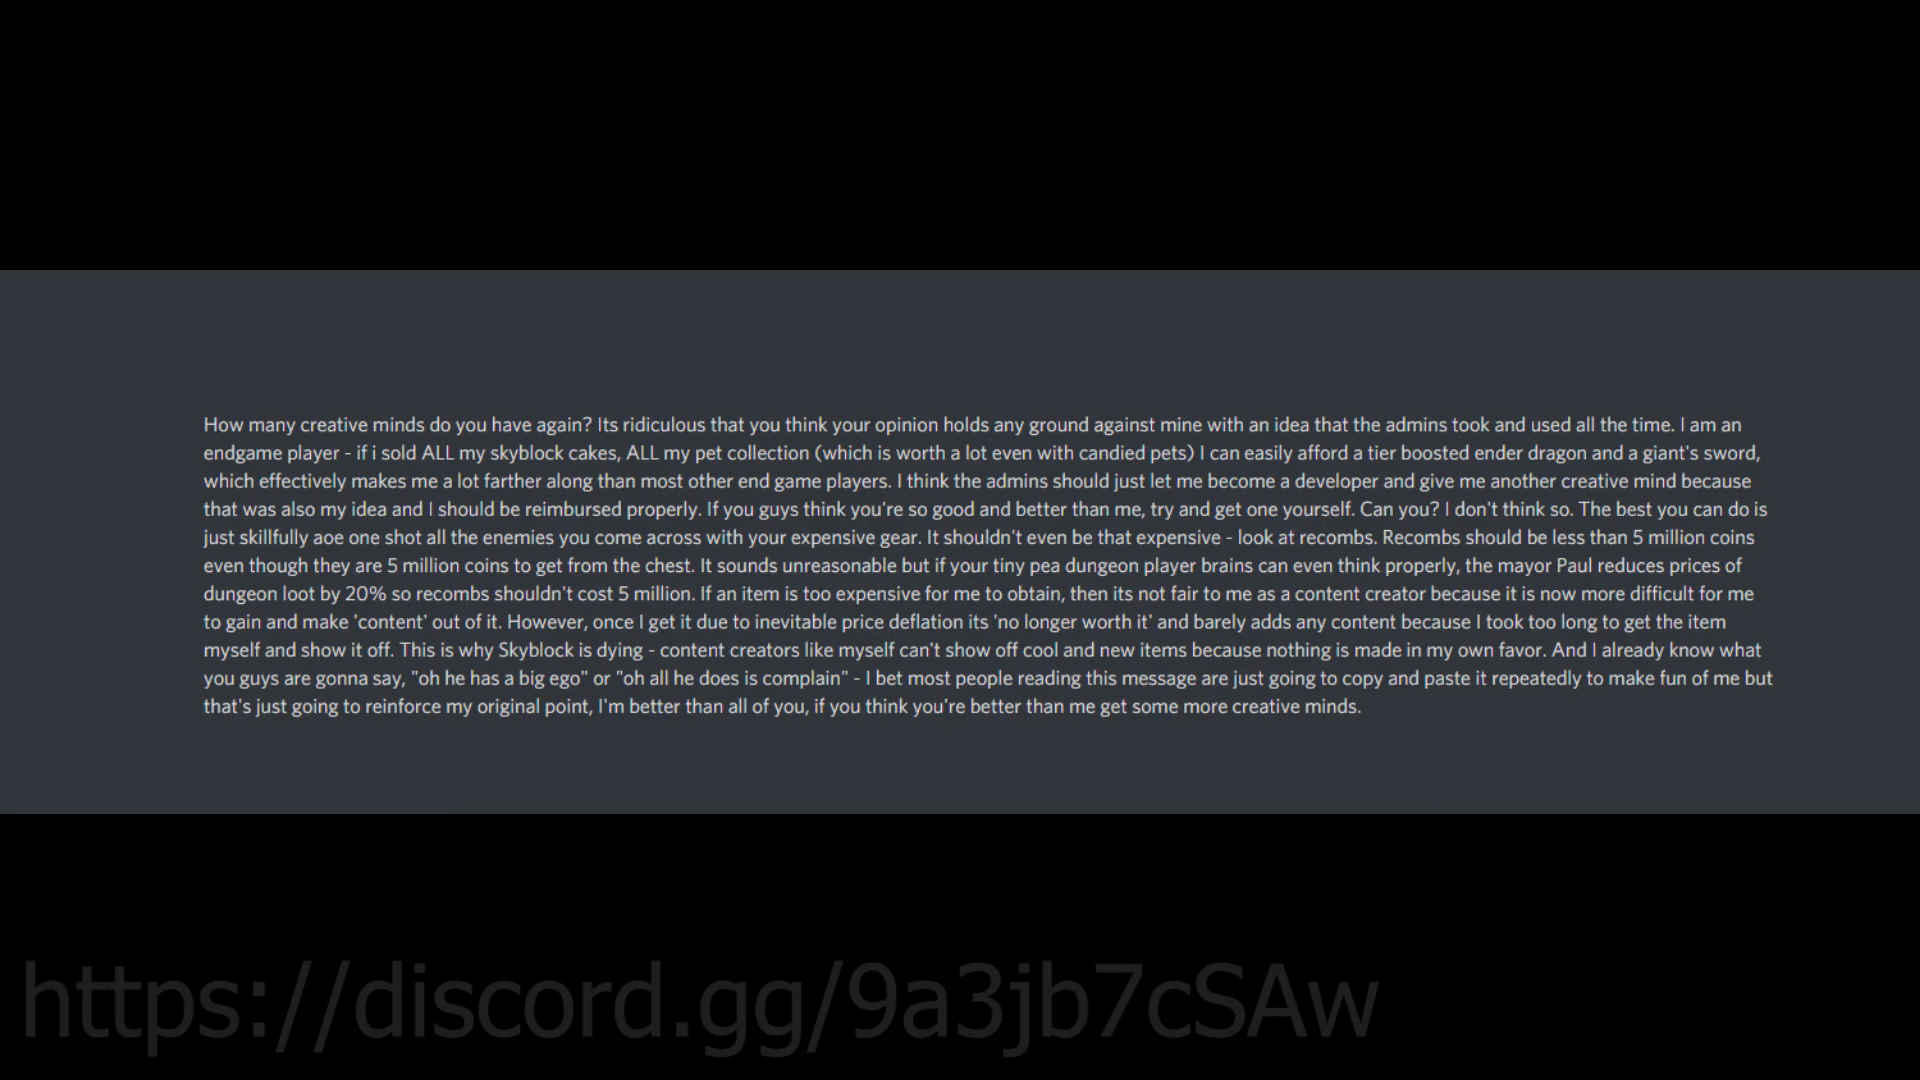 How many creative minds do you have again? Its ridiculous that you think your opinion holds any ground against mine with an idea that the admins took and used all the time. I am an
endgame player - if i sold ALL my skyblock cakes, ALL my pet collection (which is worth a lot even with candied pets) I can easily afford a tier boosted ender dragon and a giant's sword,
which effectively makes me a lot farther along than most other end game players. I think the admins should just let me become a developer and give me another creative mind because
that was also my idea and I should be reimbursed properly. If you guys think you're so good and better than me, try and get one yourself. Can you? I don't think so. The best you can do is
just skillfully aoe one shot all the enemies you come across with your expensive gear. It shouldn't even be that expensive - look at recombs. Recombs should be less than 5 million coins
even though they are 5 million coins to get from the chest. It sounds unreasonable but if your tiny pea dungeon player brains can even think properly, the mayor Paul reduces prices of
dungeon loot by 20% so recombs shouldn't cost 5 million. If an item is too expensive for me to obtain, then its not fair to me as a content creator because it is now more difficult for me
to gain and make 'content' out of it. However, once I get it due to inevitable price deflation its 'no longer worth it' and barely adds any content because I took too long to get the item
myself and show it off. This is why Skyblock is dying - content creators like myself can't show off cool and new items because nothing is made in my own favor. And I already know what
you guys are gonna say, "oh he has a big ego" or "oh all he does is complain" - I bet most people reading this message are just going to copy and paste it repeatedly to make fun of me but
that's just going to reinforce my original point, I'm better than all of you, if you think you're better than me get some more creative minds.
https://discord.gg/9a3jb7cSAw